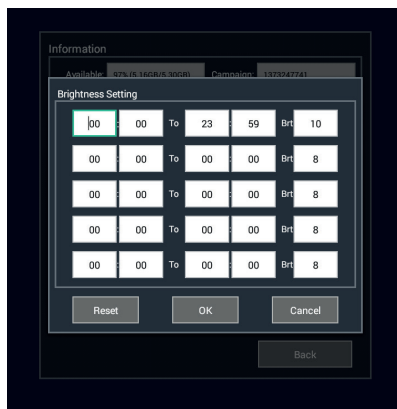 Information
Available: 97% (5.16GB/5.30GB) Campaign: 1373247741
Brightness Setting
00 : 00 To 23 : 59 Brt 10
00 : 00 To 00 : 00 Brt 8
00 : 00 To 00 : 00 Brt 8
00 : 00 To 00 : 00 Brt 8
00 : 00 To 00 : 00 Brt 8
Reset OK Cancel
Back